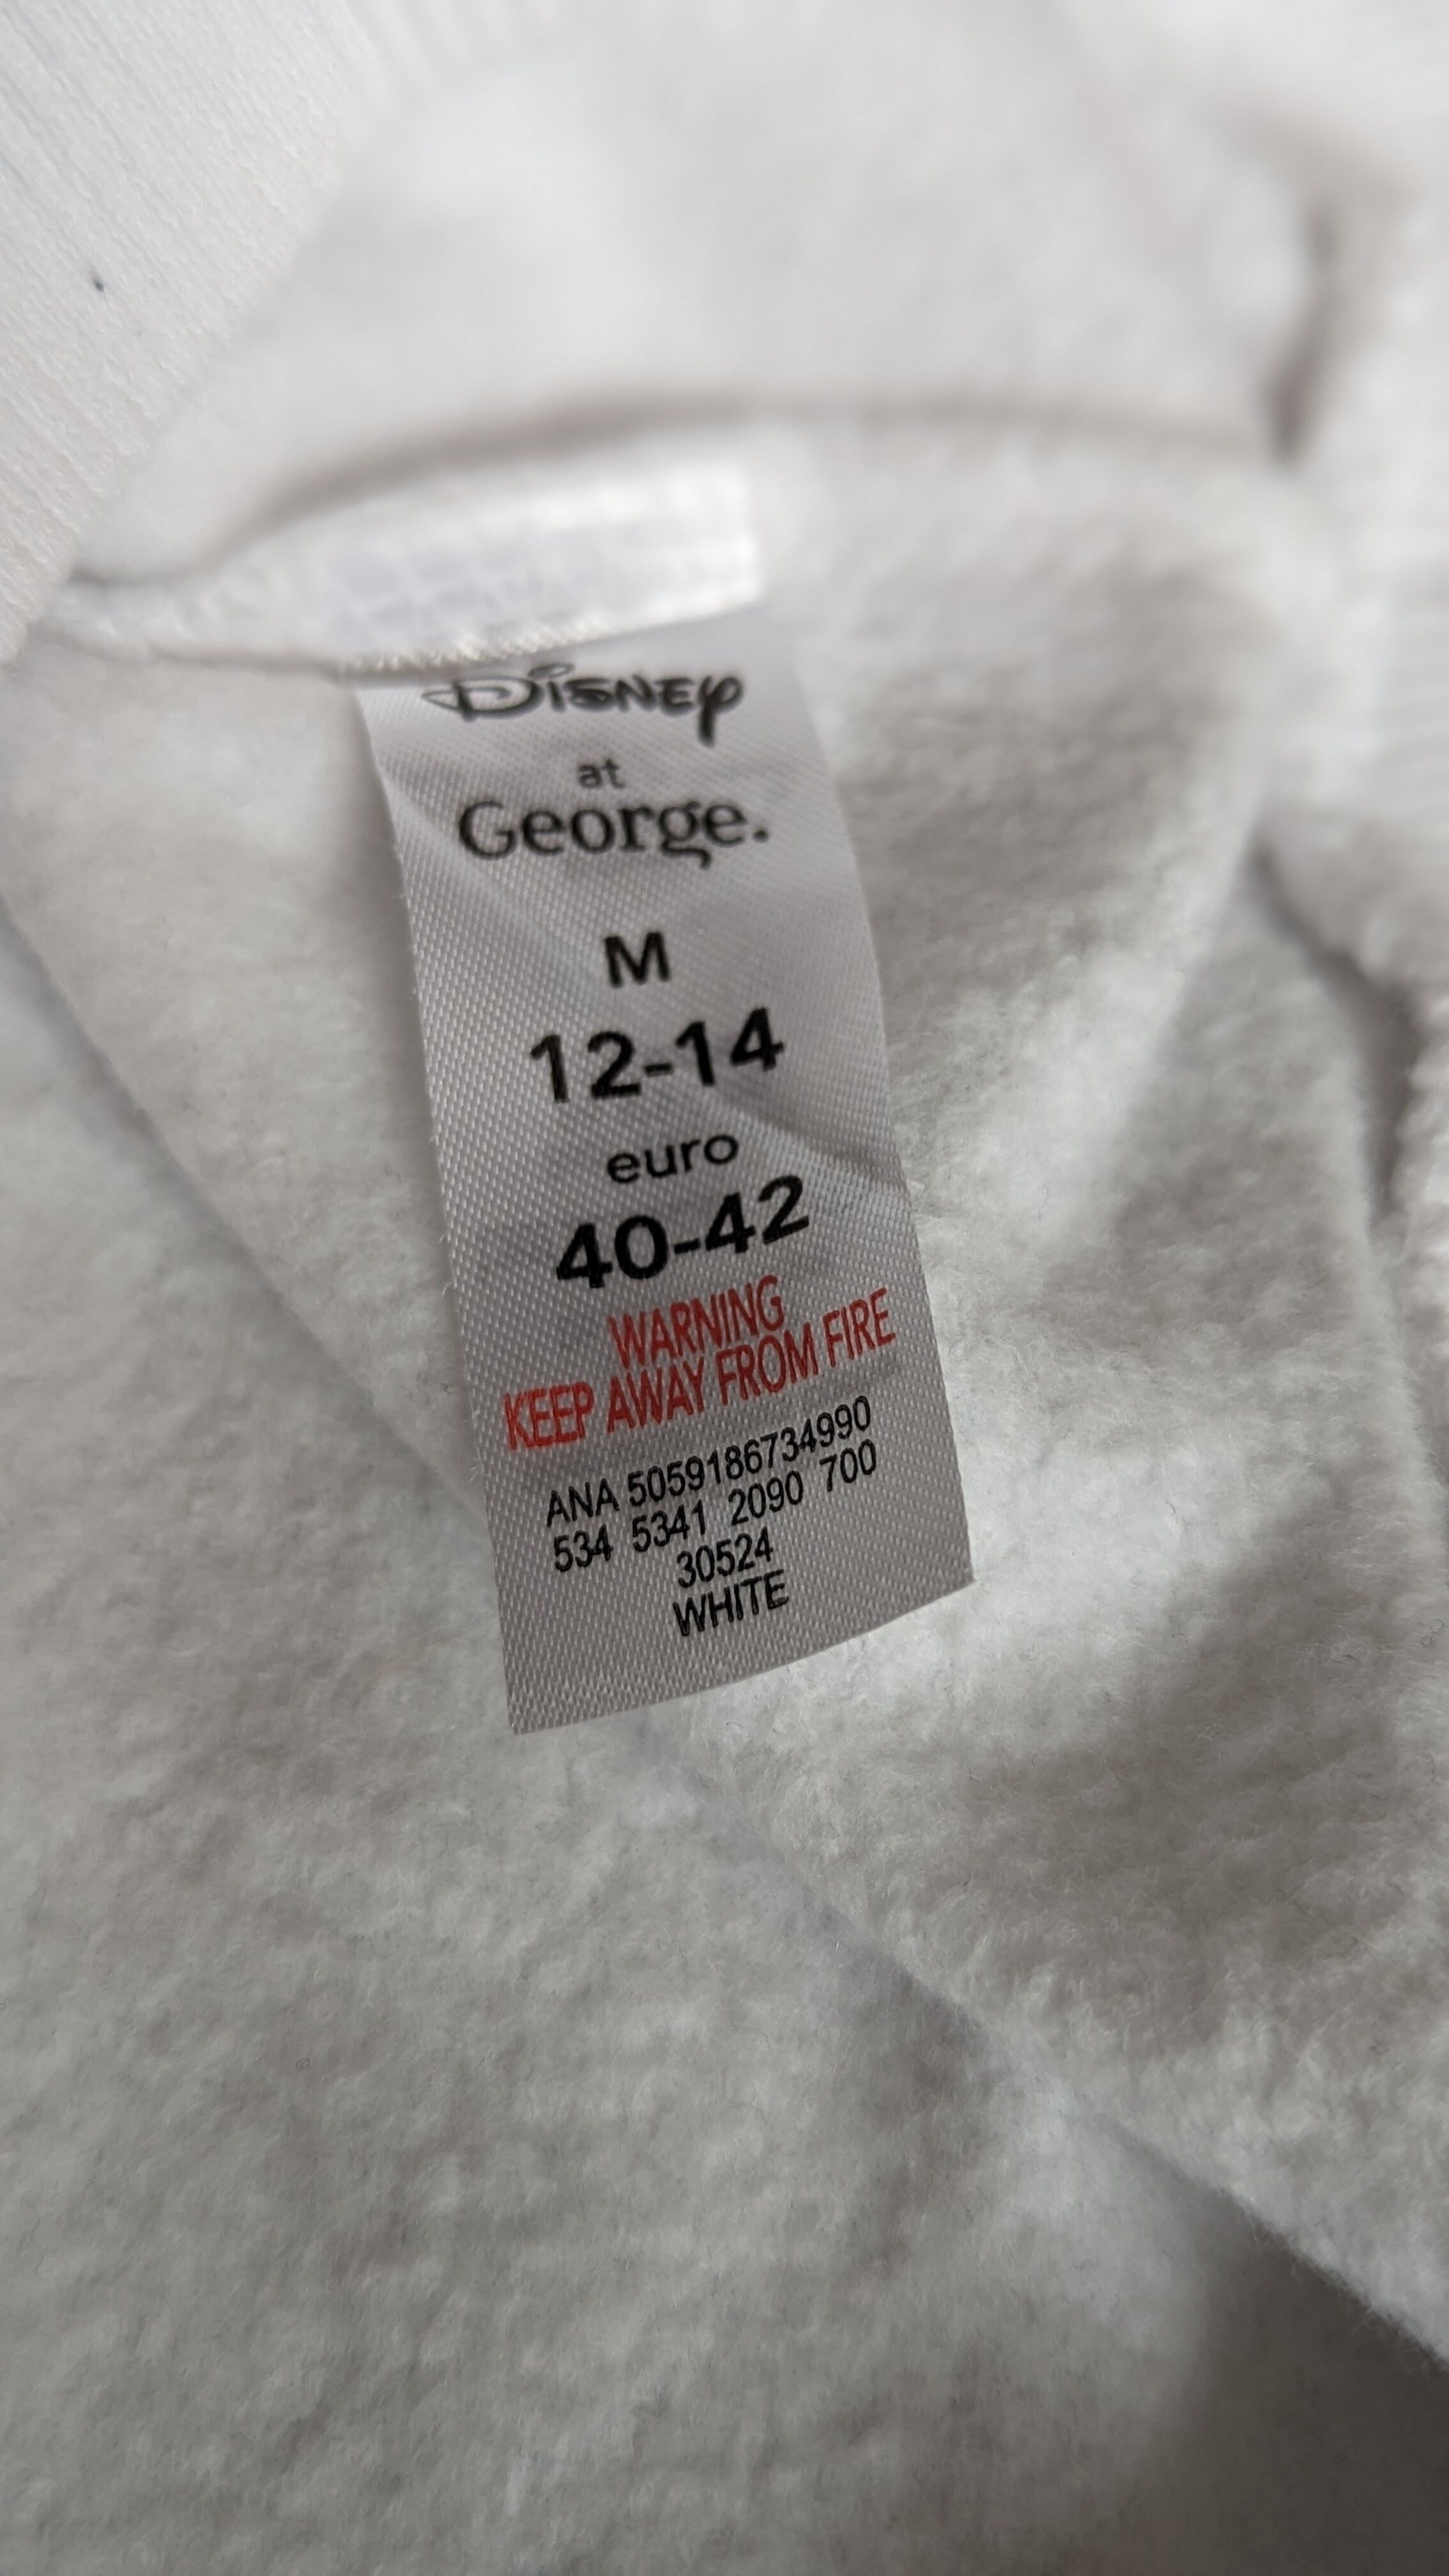 Disney
at
George.
M
12-14
euro
40-42
WARNING
KEEP AWAY FROM FIRE
ANA 5059186734990
534 5341 2090 700
30524
WHITE